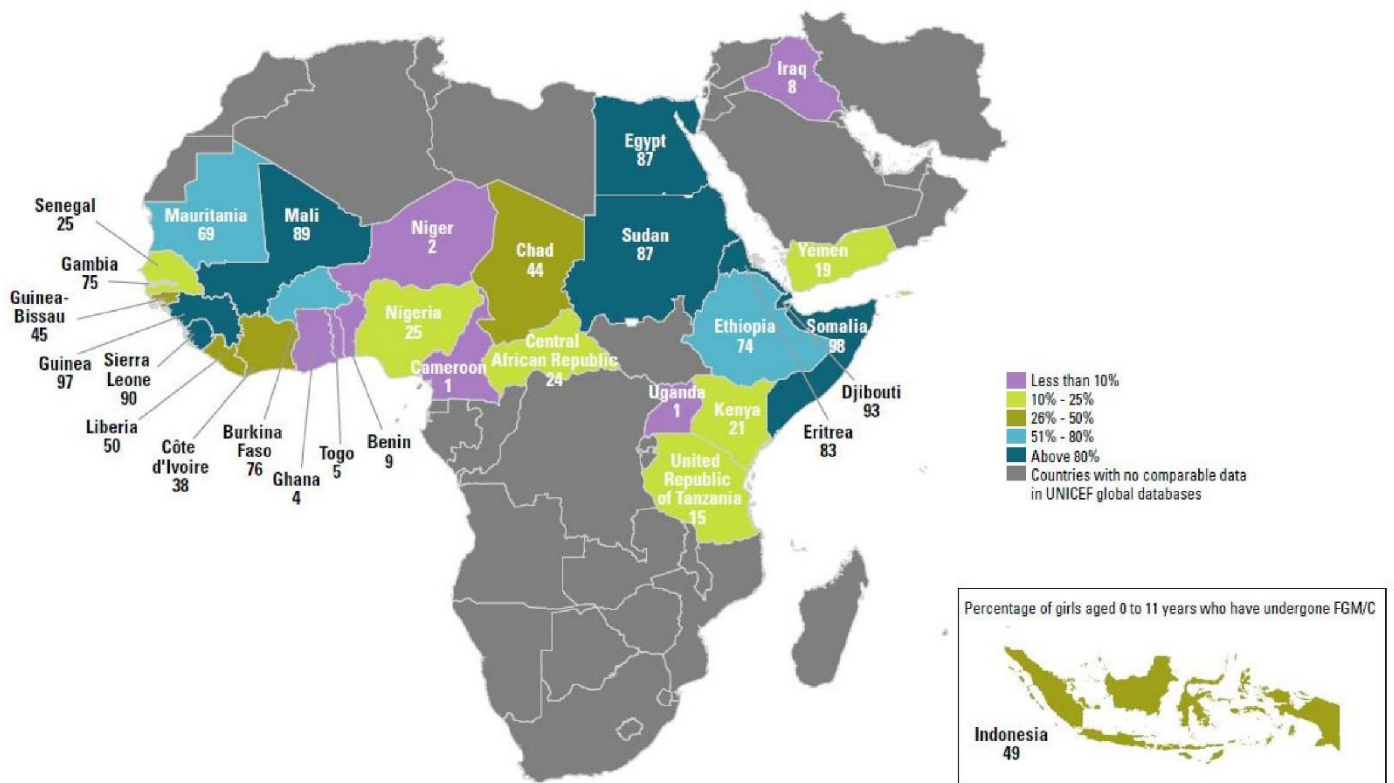 Iraq
8
Egypt
87
Senegal
25
Mauritania
69
Mali
89
Niger
2
Chad
44
Sudan
87
Yemen
19
Gambia
75
Guinea-
Bissau
45
Nigeria
25
Ethiopia
74
Somalia
98
Guinea
97
Sierra
Leone
90
Central
African Republic
24
Cameroon
1
Uganda
1
Kenya
21
Djibouti
93
Eritrea
83
Liberia
50
Côte
d'Ivoire
38
Burkina
Faso
76
Ghana
4
Togo
5
Benin
9
United
Republic
of Tanzania
15
Less than 10%
10% - 25%
26% - 50%
51% - 80%
Above 80%
Countries with no comparable data
in UNICEF global databases
Percentage of girls aged 0 to 11 years who have undergone FGM/C
Indonesia
49